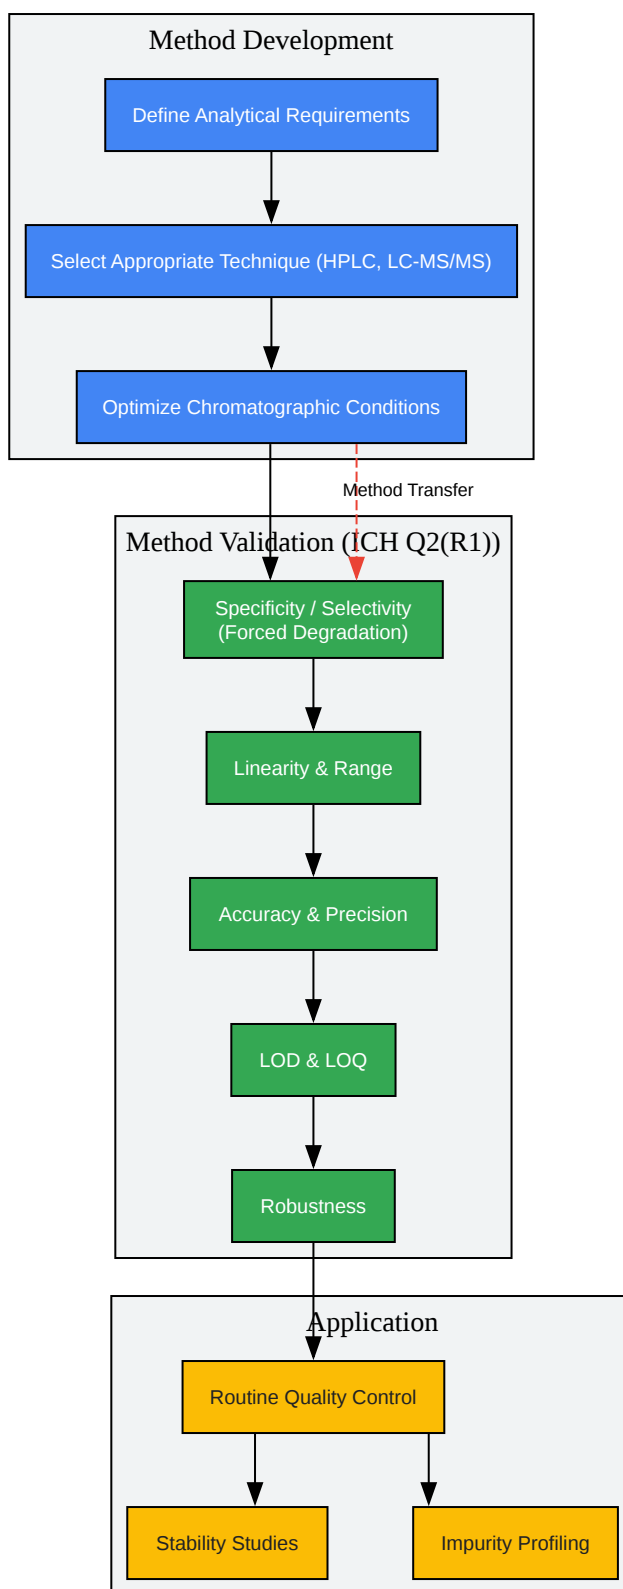 Method Development
Define Analytical Requirements
Select Appropriate Technique (HPLC, LC-MS/MS)
Optimize Chromatographic Conditions
Method Transfer
Method Validation (ICH Q2(R1))
Specificity / Selectivity
(Forced Degradation)
Linearity & Range
Accuracy & Precision
LOD & LOQ
Robustness
Application
Routine Quality Control
Stability Studies
Impurity Profiling